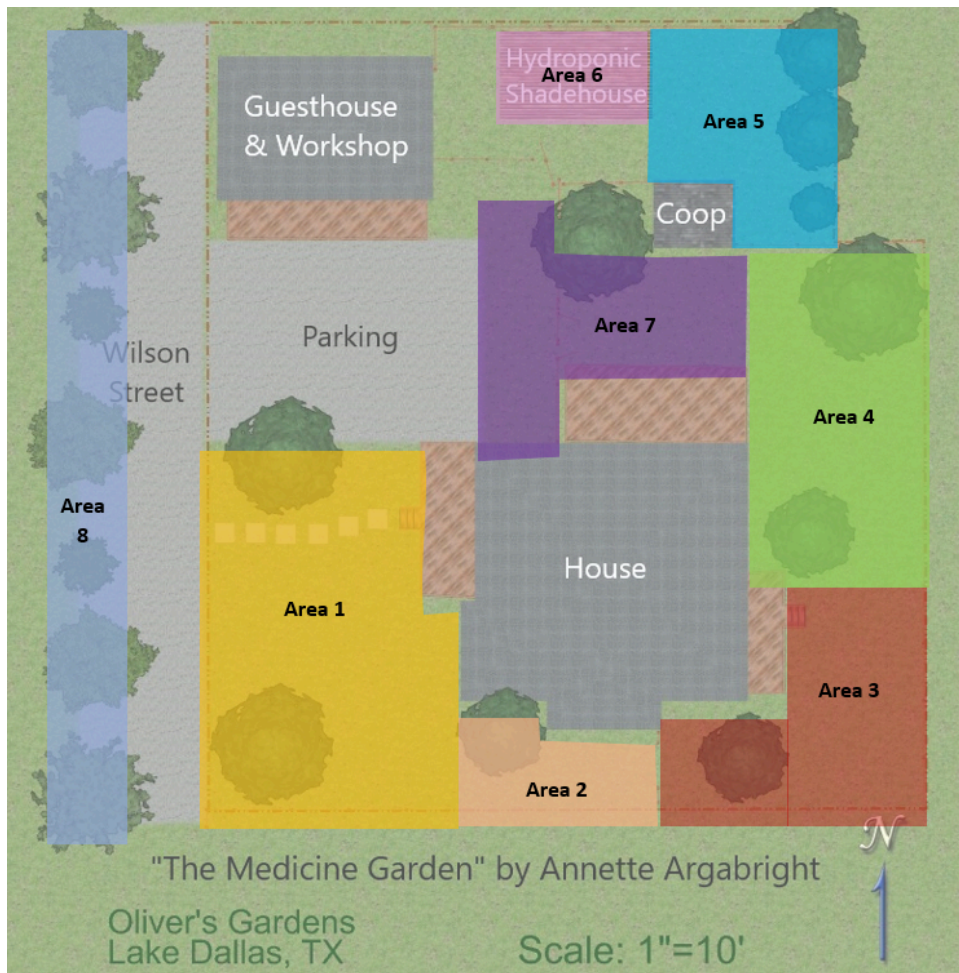 Hydroponic
Shadehouse
Area 6
Guesthouse
& Workshop
Area 5
Coop
Area 7
Parking
Wilson
Street
Area 4
Area
8
House
Area 1
Area 3
Area 2
N
"The Medicine Garden" by Annette Argabright
Oliver's Gardens
Lake Dallas, TX
Scale: 1"=10'